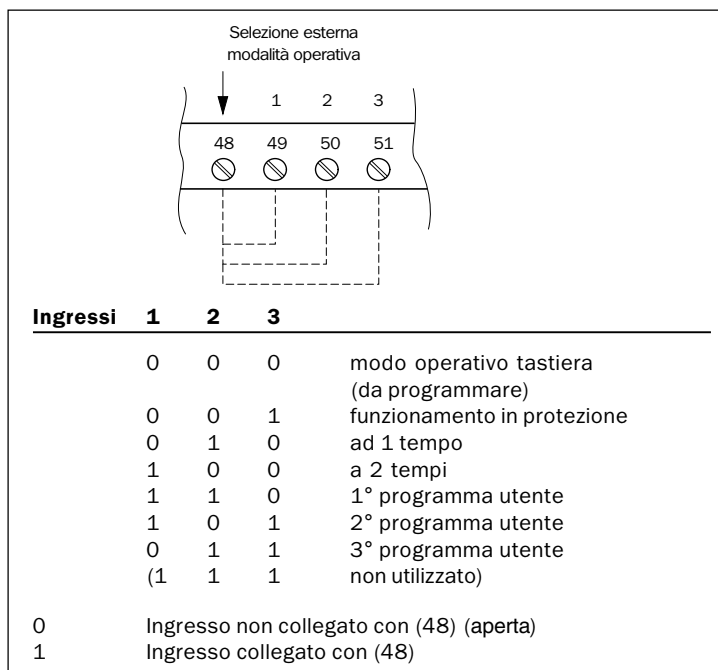 Selezione esterna
modalità operativa
1 2 3
48 49 50 51
Ingressi 1 2 3
0 0 0 modo operativo tastiera
(da programmare)
0 0 1 funzionamento in protezione
0 1 0 ad 1 tempo
1 0 0 a 2 tempi
1 1 0 1° programma utente
1 0 1 2° programma utente
0 1 1 3° programma utente
(1 1 1 non utilizzato)
0 Ingresso non collegato con (48) (aperta)
1 Ingresso collegato con (48)